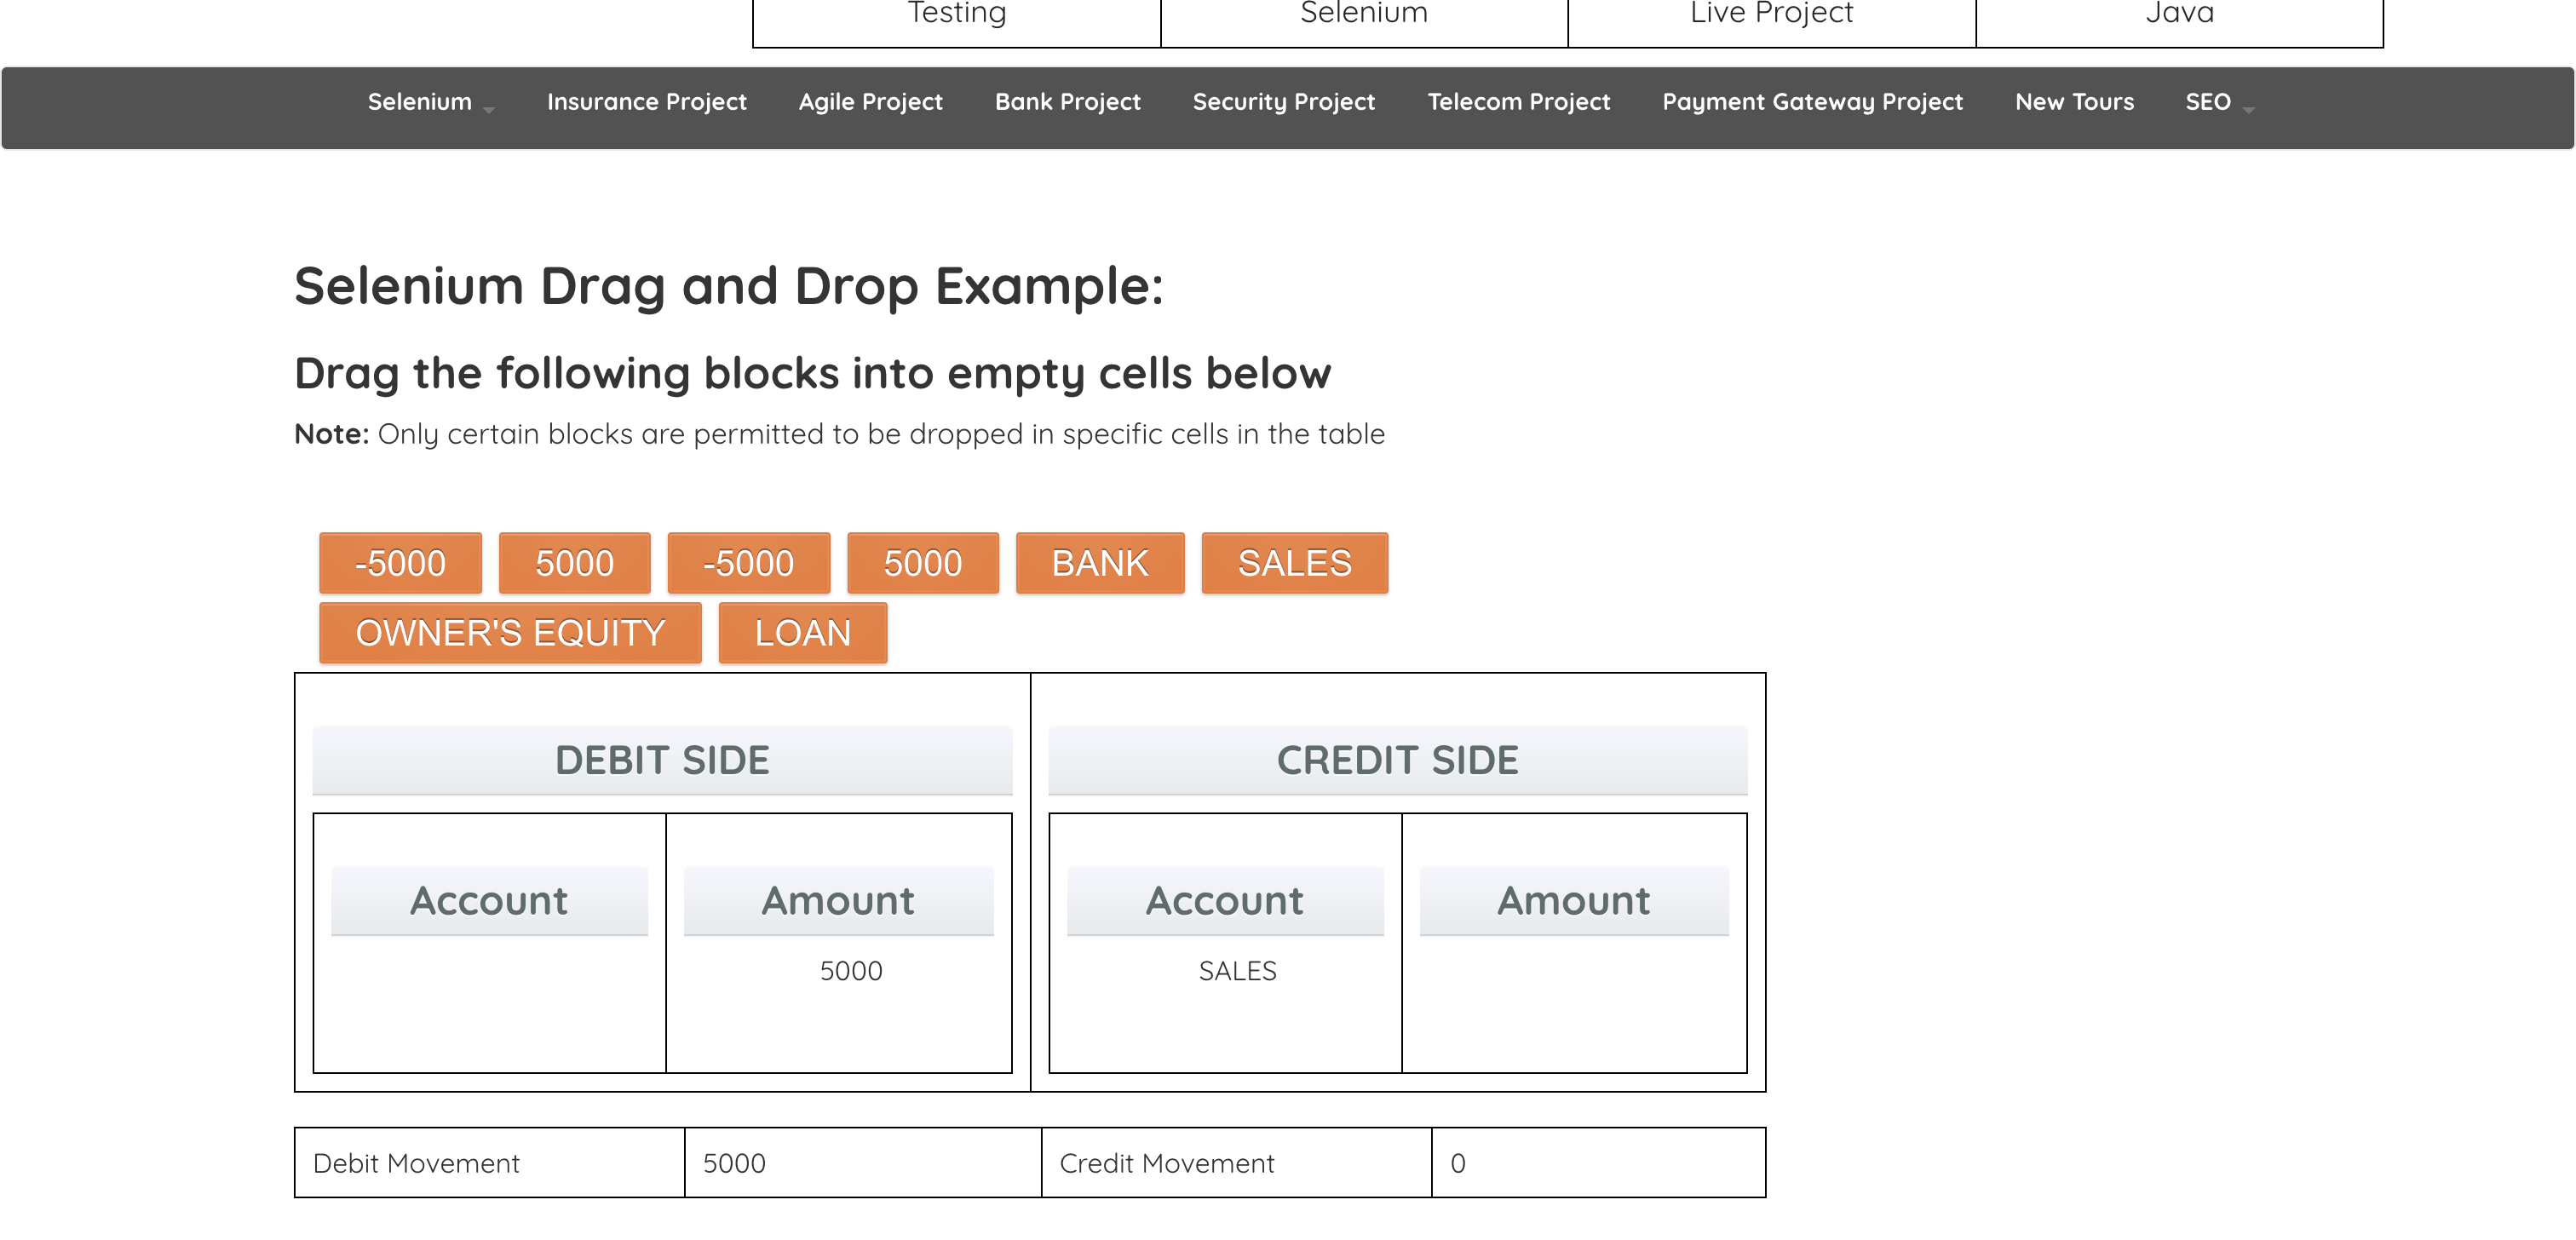 Testing Selenium Live Project Java
Selenium Insurance Project Agile Project Bank Project Security Project Telecom Project Payment Gateway Project New Tours SEO
Selenium Drag and Drop Example:
Drag the following blocks into empty cells below
Note: Only certain blocks are permitted to be dropped in specific cells in the table
-5000 5000 -5000 5000 BANK SALES
OWNER'S EQUITY LOAN
DEBIT SIDE CREDIT SIDE
Account Amount Account Amount
5000 SALES
Debit Movement 5000 Credit Movement 0